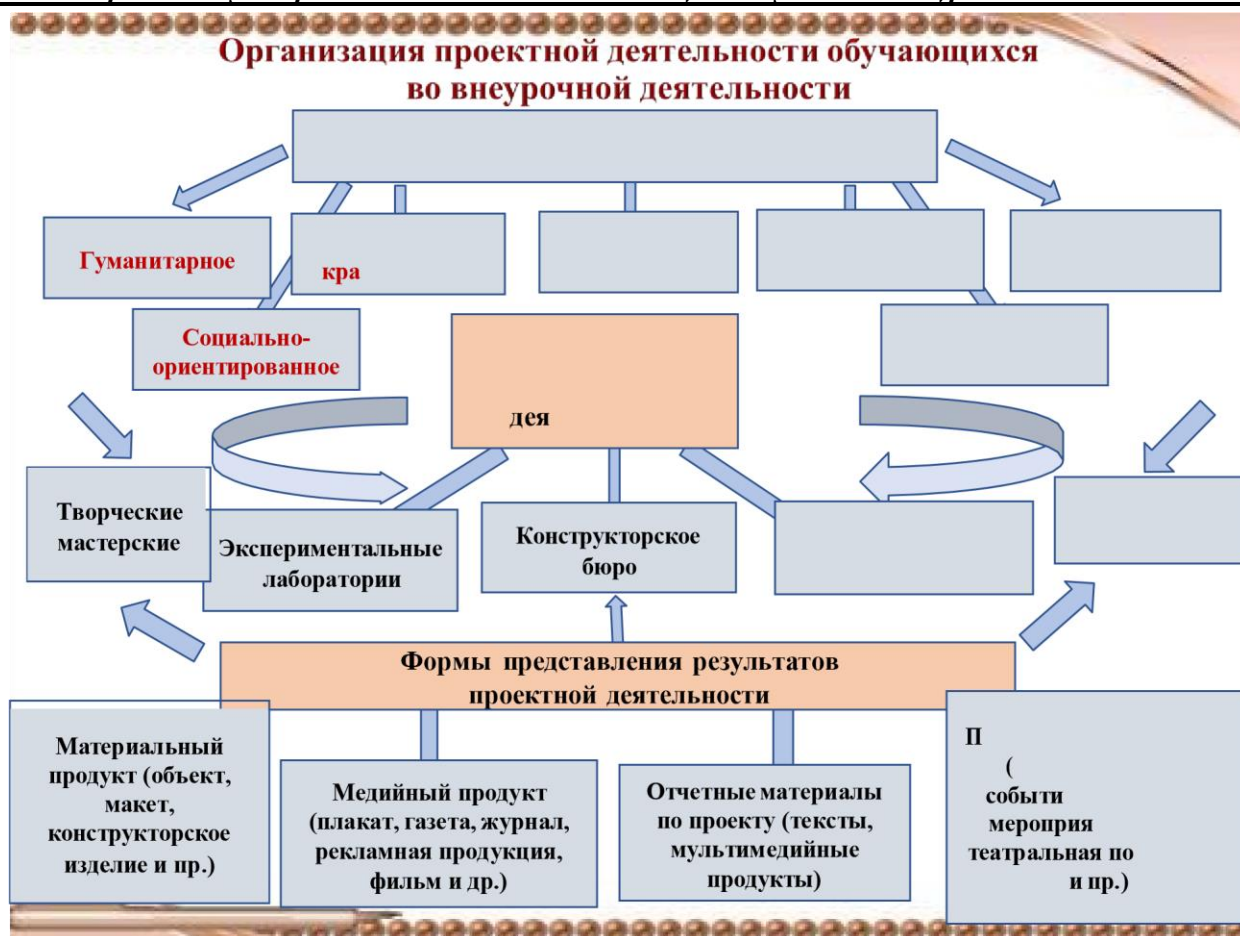 Организация проектной деятельности обучающихся
во внеурочной деятельности
Гуманитарное
кра
Социально-
ориентированное
дея
Творческие
мастерские
Экспериментальные
лаборатории
Конструкторское
бюро
Формы представления результатов
проектной деятельности
Материальный
продукт (объект,
макет,
конструкторское
изделие и пр.)
Медийный продукт
(плакат, газета, журнал,
рекламная продукция,
фильм и др.)
Отчетные материалы
по проекту (тексты,
мультимедийные
продукты)
П
(
событи
мероприя
театральная по
и пр.)